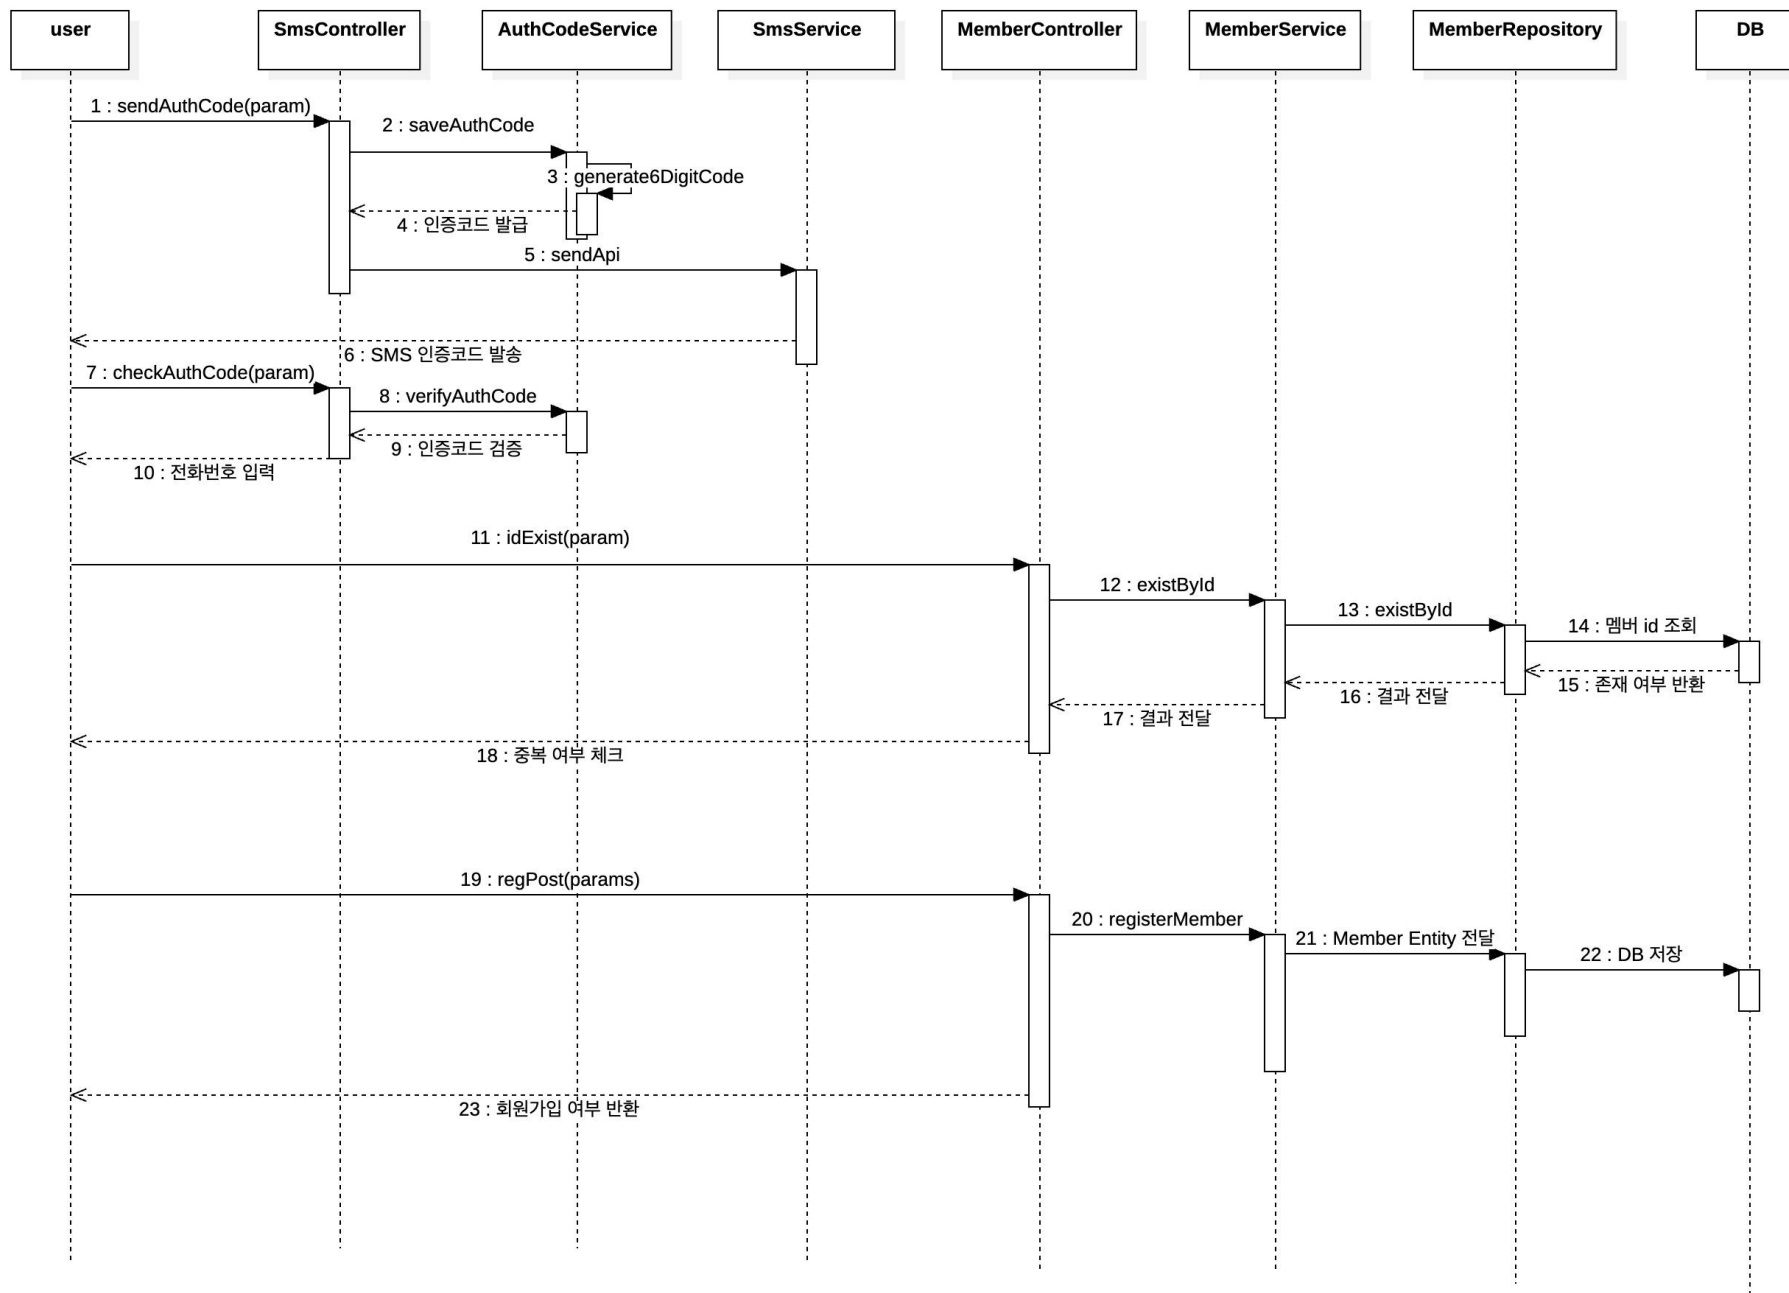 user
SmsController
AuthCodeService
SmsService
MemberController
MemberService
MemberRepository
DB
1 : sendAuthCode(param)
2 : saveAuthCode
3 : generate6DigitCode
4 : 인증코드 발급
5 : sendApi
6 : SMS 인증코드 발송
7 : checkAuthCode(param)
8 : verifyAuthCode
9 : 인증코드 검증
10 : 전화번호 입력
11 : idExist(param)
12 : existById
13 : existById
14 : 멤버 id 조회
15 : 존재 여부 반환
16 : 결과 전달
17 : 결과 전달
18 : 중복 여부 체크
19 : regPost(params)
20 : registerMember
21 : Member Entity 전달
22 : DB 저장
23 : 회원가입 여부 반환